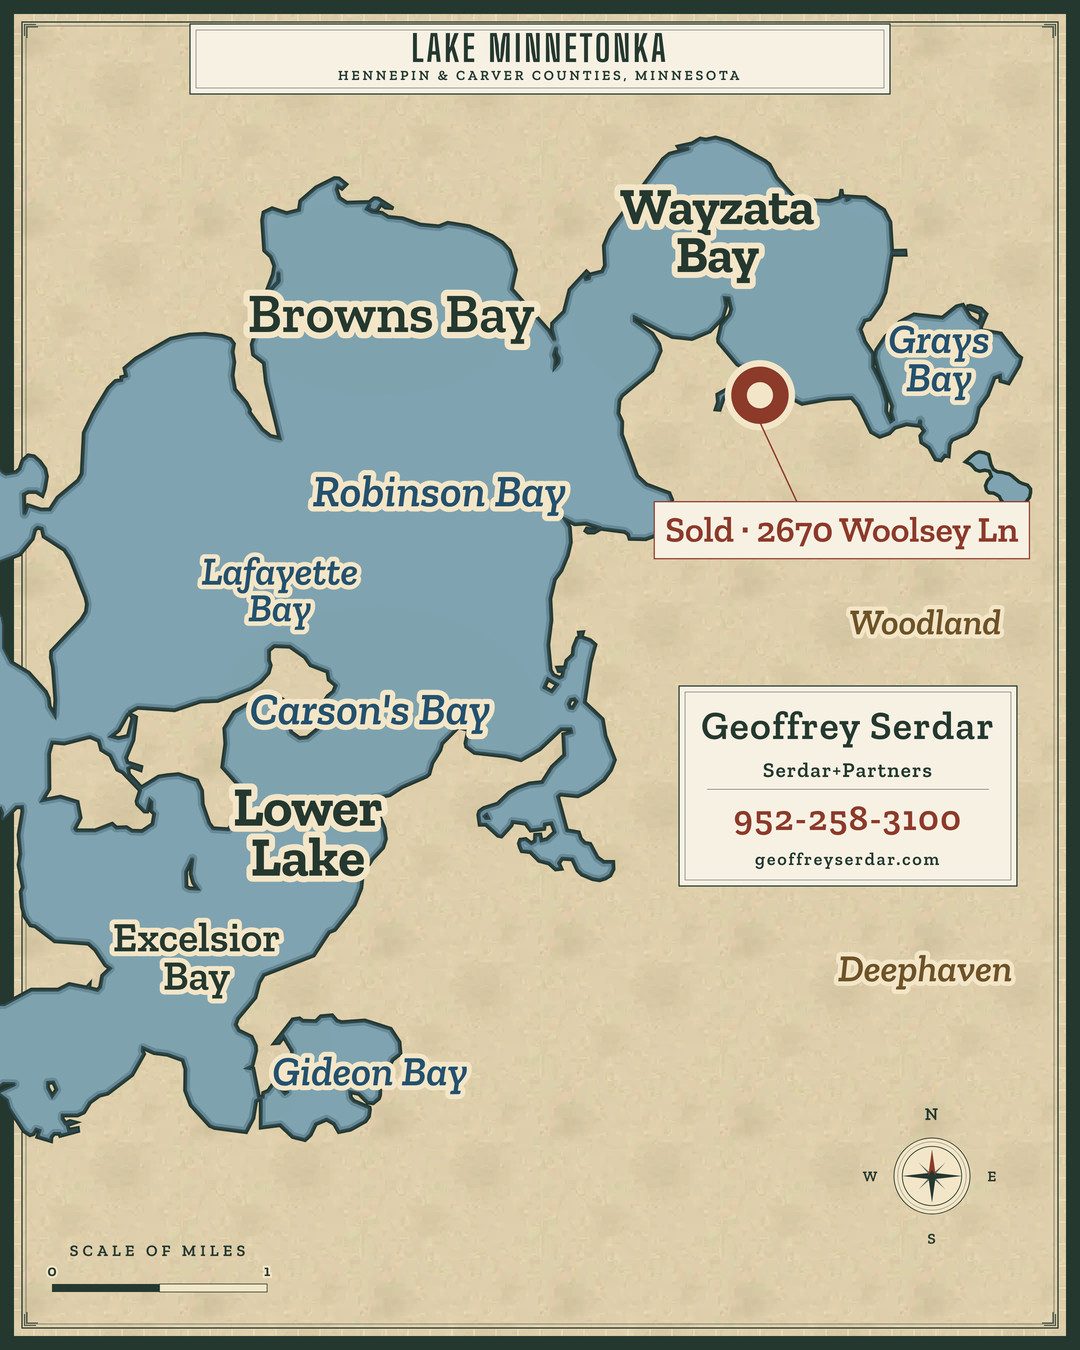 LAKE MINNETONKA
HENNEPIN & CARVER COUNTIES, MINNESOTA
Wayzata
Bay
Browns Bay
Grays
Bay
Robinson Bay
Sold · 2670 Woolsey Ln
Lafayette
Bay
Woodland
Carson's Bay
Geoffrey Serdar
Serdar+Partners
952-258-3100
geoffreyserdar.com
Lower
Lake
Excelsior
Bay
Deephaven
Gideon Bay
N
W E
S
SCALE OF MILES
0 1